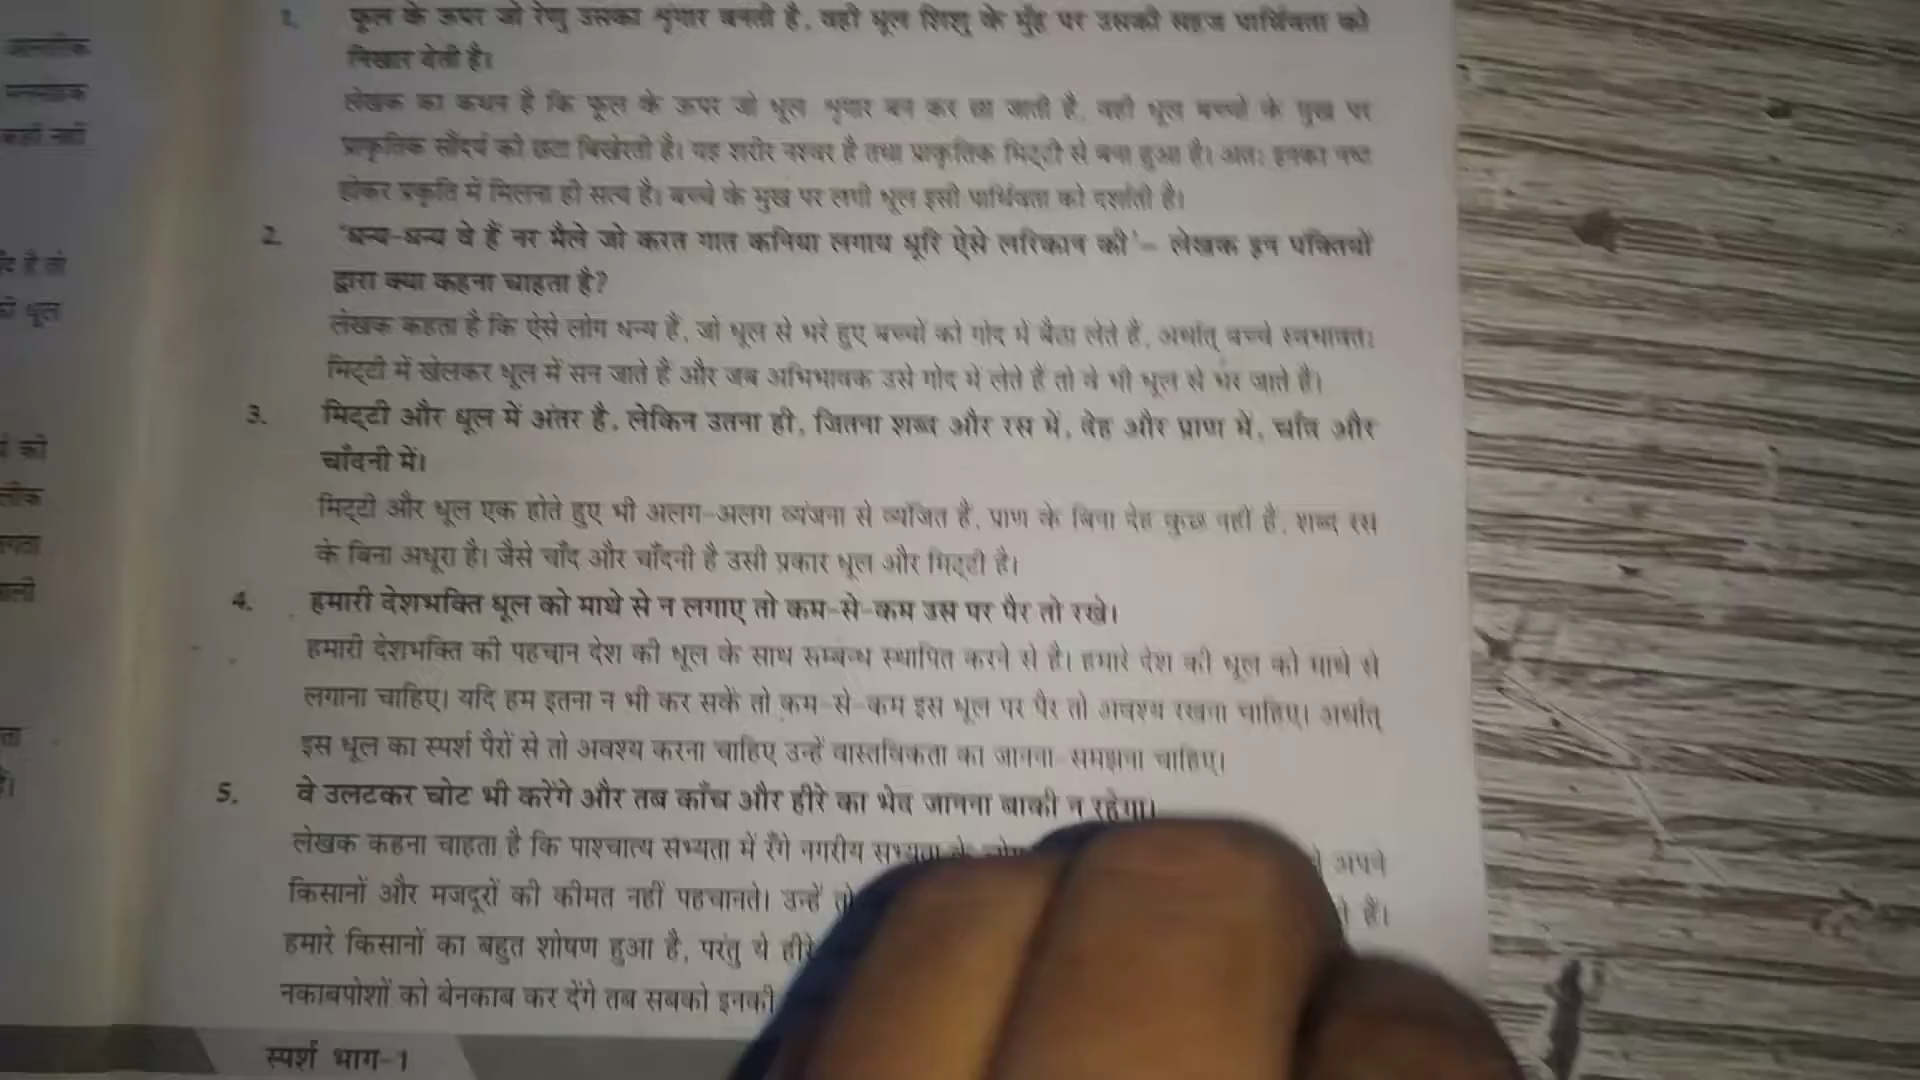 1. फूल के ऊपर जो रेणु उसका शृंगार बनती है, वही धूल शिशु के मुँह पर उसकी सहज पार्थिवता को
निखार देती है।
लेखक का कथन है कि फूल के ऊपर जो धूल शृंगार बन कर छा जाती है, वही धूल बच्चों के मुख पर
प्राकृतिक सौंदर्य की छटा बिखेरती है। यह शरीर नश्वर है तथा प्राकृतिक मिट्टी से बना हुआ है। अतः इनका नष्ट
होकर प्रकृति में मिलना ही सत्य है। बच्चे के मुख पर लगी धूल इसी पार्थिवता को दर्शाती है।
2. 'धन्य-धन्य वे हैं नर मैले जो करत गात कनिया लगाय धूरि ऐसे लरिकान की'- लेखक इन पंक्तियों
द्वारा क्या कहना चाहता है?
लेखक कहता है कि ऐसे लोग धन्य हैं, जो धूल से भरे हुए बच्चों को गोद में बैठा लेते हैं, अर्थात् बच्चे स्वभावतः
मिट्टी में खेलकर धूल में सन जाते हैं और जब अभिभावक उसे गोद में लेते हैं तो वे भी धूल से भर जाते हैं।
3. मिट्टी और धूल में अंतर है, लेकिन उतना ही, जितना शब्द और रस में, देह और प्राण में, चाँद और
चाँदनी में।
मिट्टी और धूल एक होते हुए भी अलग-अलग व्यंजना से व्यंजित हैं, प्राण के बिना देह कुछ नहीं है, शब्द रस
के बिना अधूरा है। जैसे चाँद और चाँदनी है उसी प्रकार धूल और मिट्टी है।
4. हमारी देशभक्ति धूल को माथे से न लगाए तो कम-से-कम उस पर पैर तो रखे।
हमारी देशभक्ति की पहचान देश की धूल के साथ सम्बन्ध स्थापित करने से है। हमारे देश की धूल को माथे से
लगाना चाहिए। यदि हम इतना न भी कर सकें तो कम-से-कम इस धूल पर पैर तो अवश्य रखना चाहिए। अर्थात्
इस धूल का स्पर्श पैरों से तो अवश्य करना चाहिए उन्हें वास्तविकता का जानना-समझना चाहिए।
5. वे उलटकर चोट भी करेंगे और तब काँच और हीरे का भेद जानना बाकी न रहेगा।
लेखक कहना चाहता है कि पाश्चात्य सभ्यता में रँगे नगरीय सभ्यता के अपने
किसानों और मजदूरों की कीमत नहीं पहचानते। उन्हें हैं।
हमारे किसानों का बहुत शोषण हुआ है, परंतु ये हीरे
नकाबपोशों को बेनकाब कर देंगे तब सबको इनकी
स्पर्श भाग-1